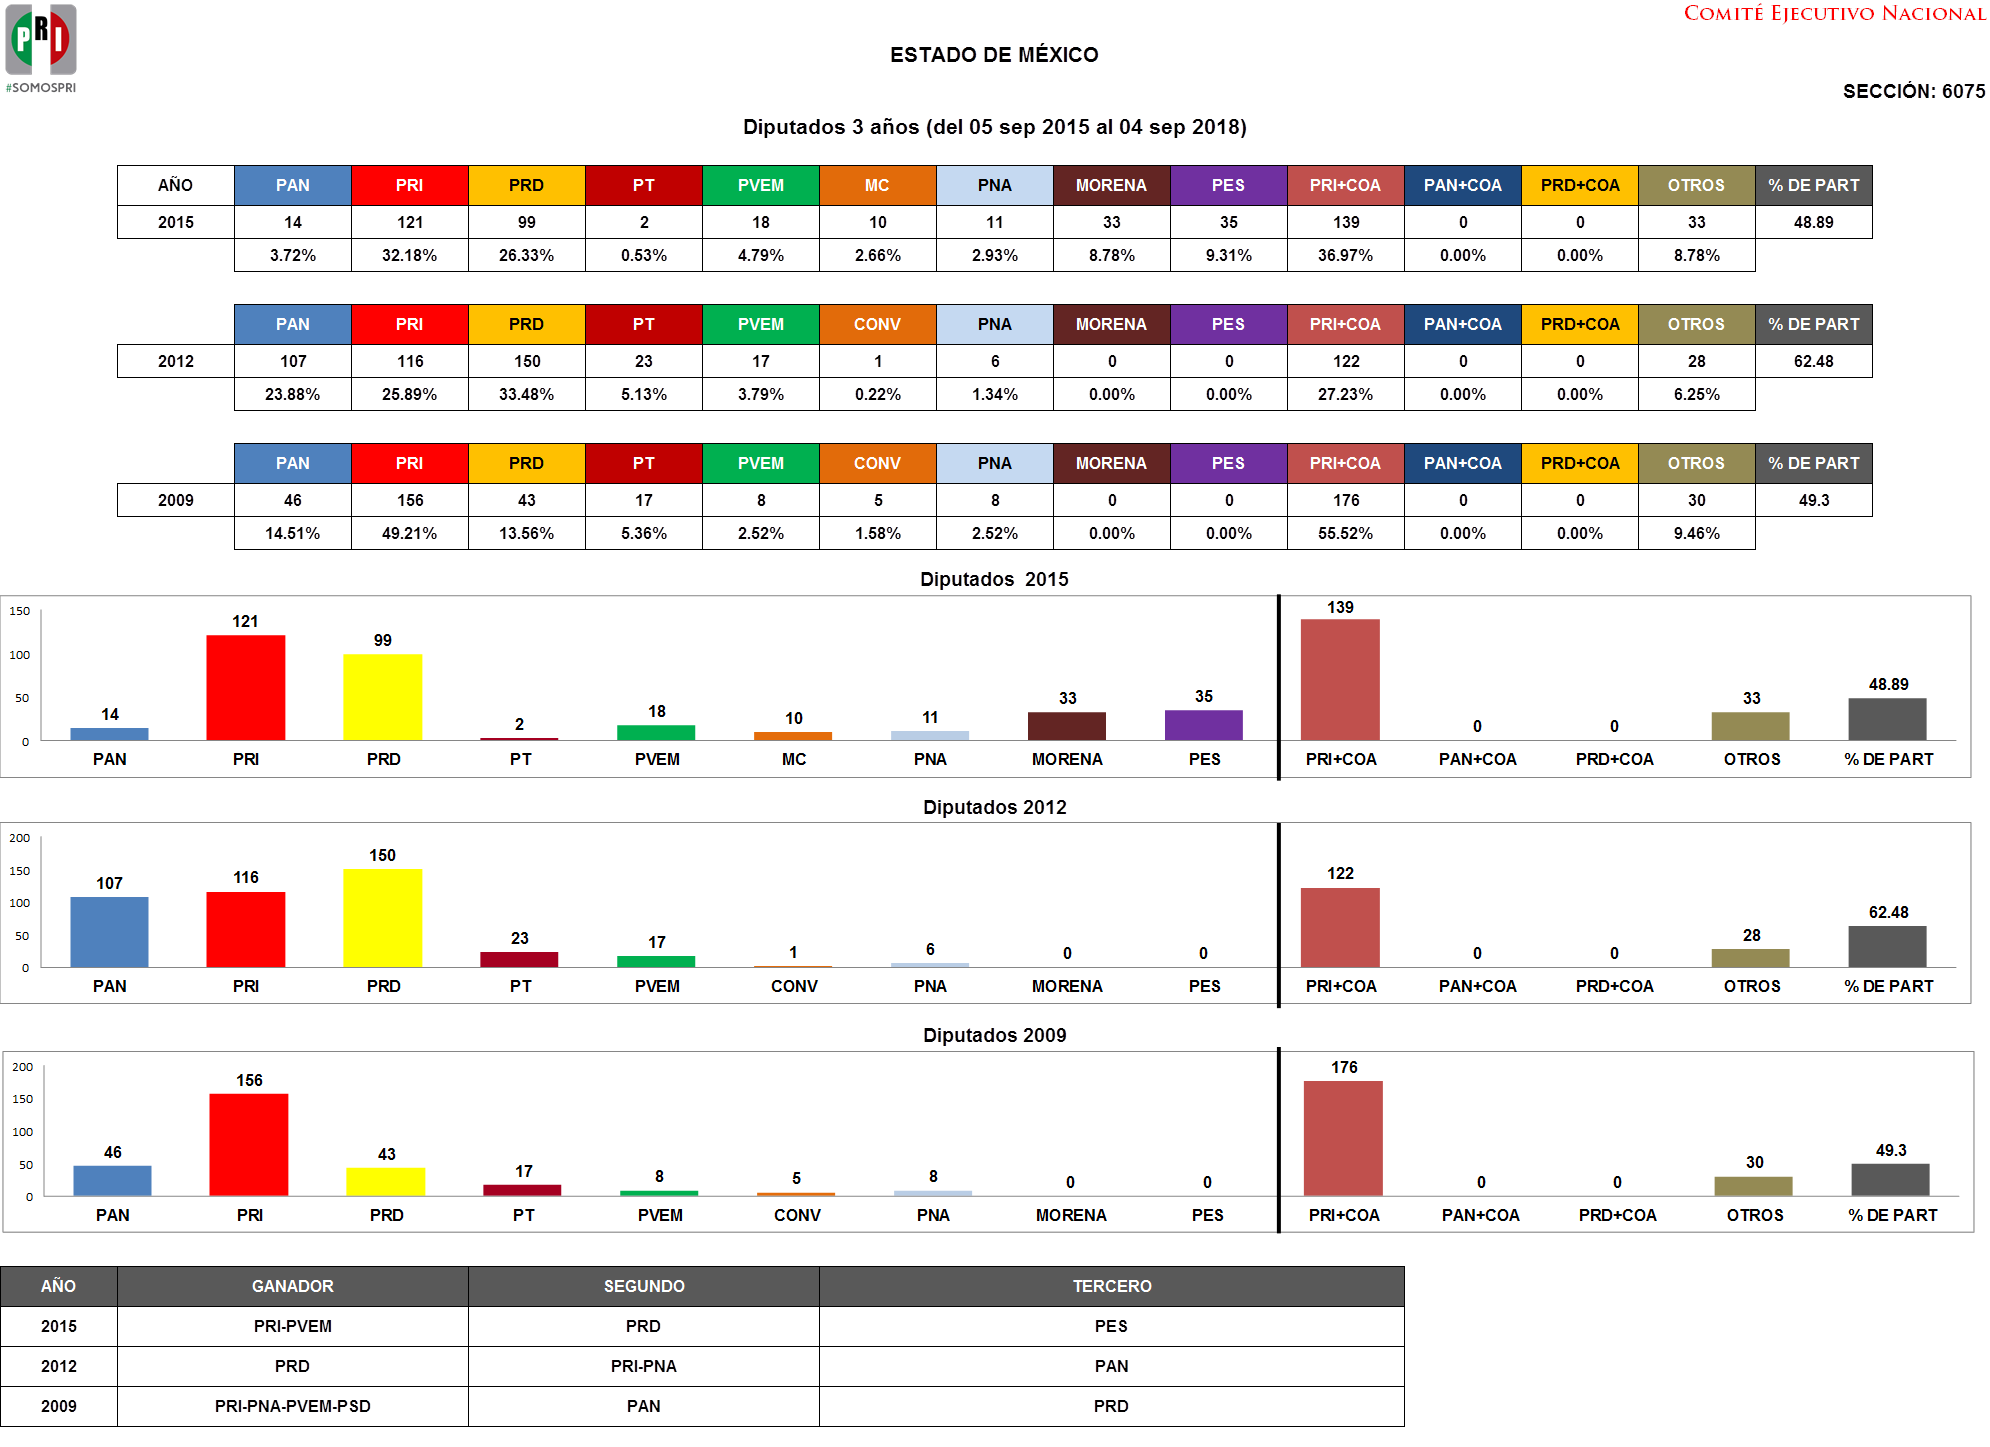 PRI
#SOMOSPRI
COMITÉ EJECUTIVO NACIONAL
ESTADO DE MÉXICO
SECCIÓN: 6075
Diputados 3 años (del 05 sep 2015 al 04 sep 2018)
AÑO PAN PRI PRD PT PVEM MC PNA MORENA PES PRI+COA PAN+COA PRD+COA OTROS % DE PART
2015 14 121 99 2 18 10 11 33 35 139 0 0 33 48.89
3.72% 32.18% 26.33% 0.53% 4.79% 2.66% 2.93% 8.78% 9.31% 36.97% 0.00% 0.00% 8.78%
PAN PRI PRD PT PVEM CONV PNA MORENA PES PRI+COA PAN+COA PRD+COA OTROS % DE PART
2012 107 116 150 23 17 1 6 0 0 122 0 0 28 62.48
23.88% 25.89% 33.48% 5.13% 3.79% 0.22% 1.34% 0.00% 0.00% 27.23% 0.00% 0.00% 6.25%
PAN PRI PRD PT PVEM CONV PNA MORENA PES PRI+COA PAN+COA PRD+COA OTROS % DE PART
2009 46 156 43 17 8 5 8 0 0 176 0 0 30 49.3
14.51% 49.21% 13.56% 5.36% 2.52% 1.58% 2.52% 0.00% 0.00% 55.52% 0.00% 0.00% 9.46%
Diputados 2015
150
100
50
0
14 121 99 2 18 10 11 33 35 139 0 0 33 48.89
PAN PRI PRD PT PVEM MC PNA MORENA PES PRI+COA PAN+COA PRD+COA OTROS % DE PART
Diputados 2012
200
150
100
50
0
107 116 150 23 17 1 6 0 0 122 0 0 28 62.48
PAN PRI PRD PT PVEM CONV PNA MORENA PES PRI+COA PAN+COA PRD+COA OTROS % DE PART
Diputados 2009
200
150
100
50
0
46 156 43 17 8 5 8 0 0 176 0 0 30 49.3
PAN PRI PRD PT PVEM CONV PNA MORENA PES PRI+COA PAN+COA PRD+COA OTROS % DE PART
AÑO GANADOR SEGUNDO TERCERO
2015 PRI-PVEM PRD PES
2012 PRD PRI-PNA PAN
2009 PRI-PNA-PVEM-PSD PAN PRD